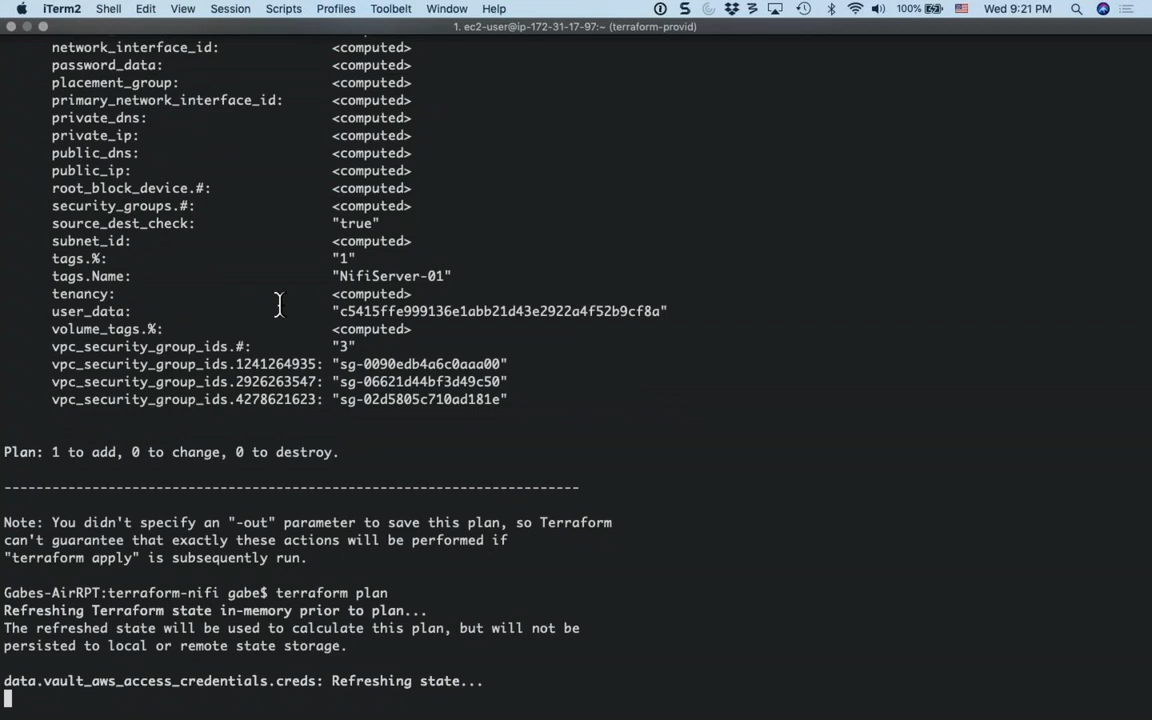 iTerm2 Shell Edit View Session Scripts Profiles Toolbelt Window Help 100% Wed 9:21 PM
1. ec2-user@ip-172-31-17-97:~ (terraform-provid)
network_interface_id: <computed>
password_data: <computed>
placement_group: <computed>
primary_network_interface_id: <computed>
private_dns: <computed>
private_ip: <computed>
public_dns: <computed>
public_ip: <computed>
root_block_device.#: <computed>
security_groups.#: <computed>
source_dest_check: "true"
subnet_id: <computed>
tags.%: "1"
tags.Name: "NifiServer-01"
tenancy: <computed>
user_data: "c5415ffe999136e1abb21d43e2922a4f52b9cf8a"
volume_tags.%: <computed>
vpc_security_group_ids.#: "3"
vpc_security_group_ids.1241264935: "sg-0090edb4a6c0aaa00"
vpc_security_group_ids.2926263547: "sg-06621d44bf3d49c50"
vpc_security_group_ids.4278621623: "sg-02d5805c710ad181e"
Plan: 1 to add, 0 to change, 0 to destroy.
------------------------------------------------------------------------
Note: You didn't specify an "-out" parameter to save this plan, so Terraform
can't guarantee that exactly these actions will be performed if
"terraform apply" is subsequently run.
Gabes-AirRPT:terraform-nifi gabe$ terraform plan
Refreshing Terraform state in-memory prior to plan...
The refreshed state will be used to calculate this plan, but will not be
persisted to local or remote state storage.
data.vault_aws_access_credentials.creds: Refreshing state...